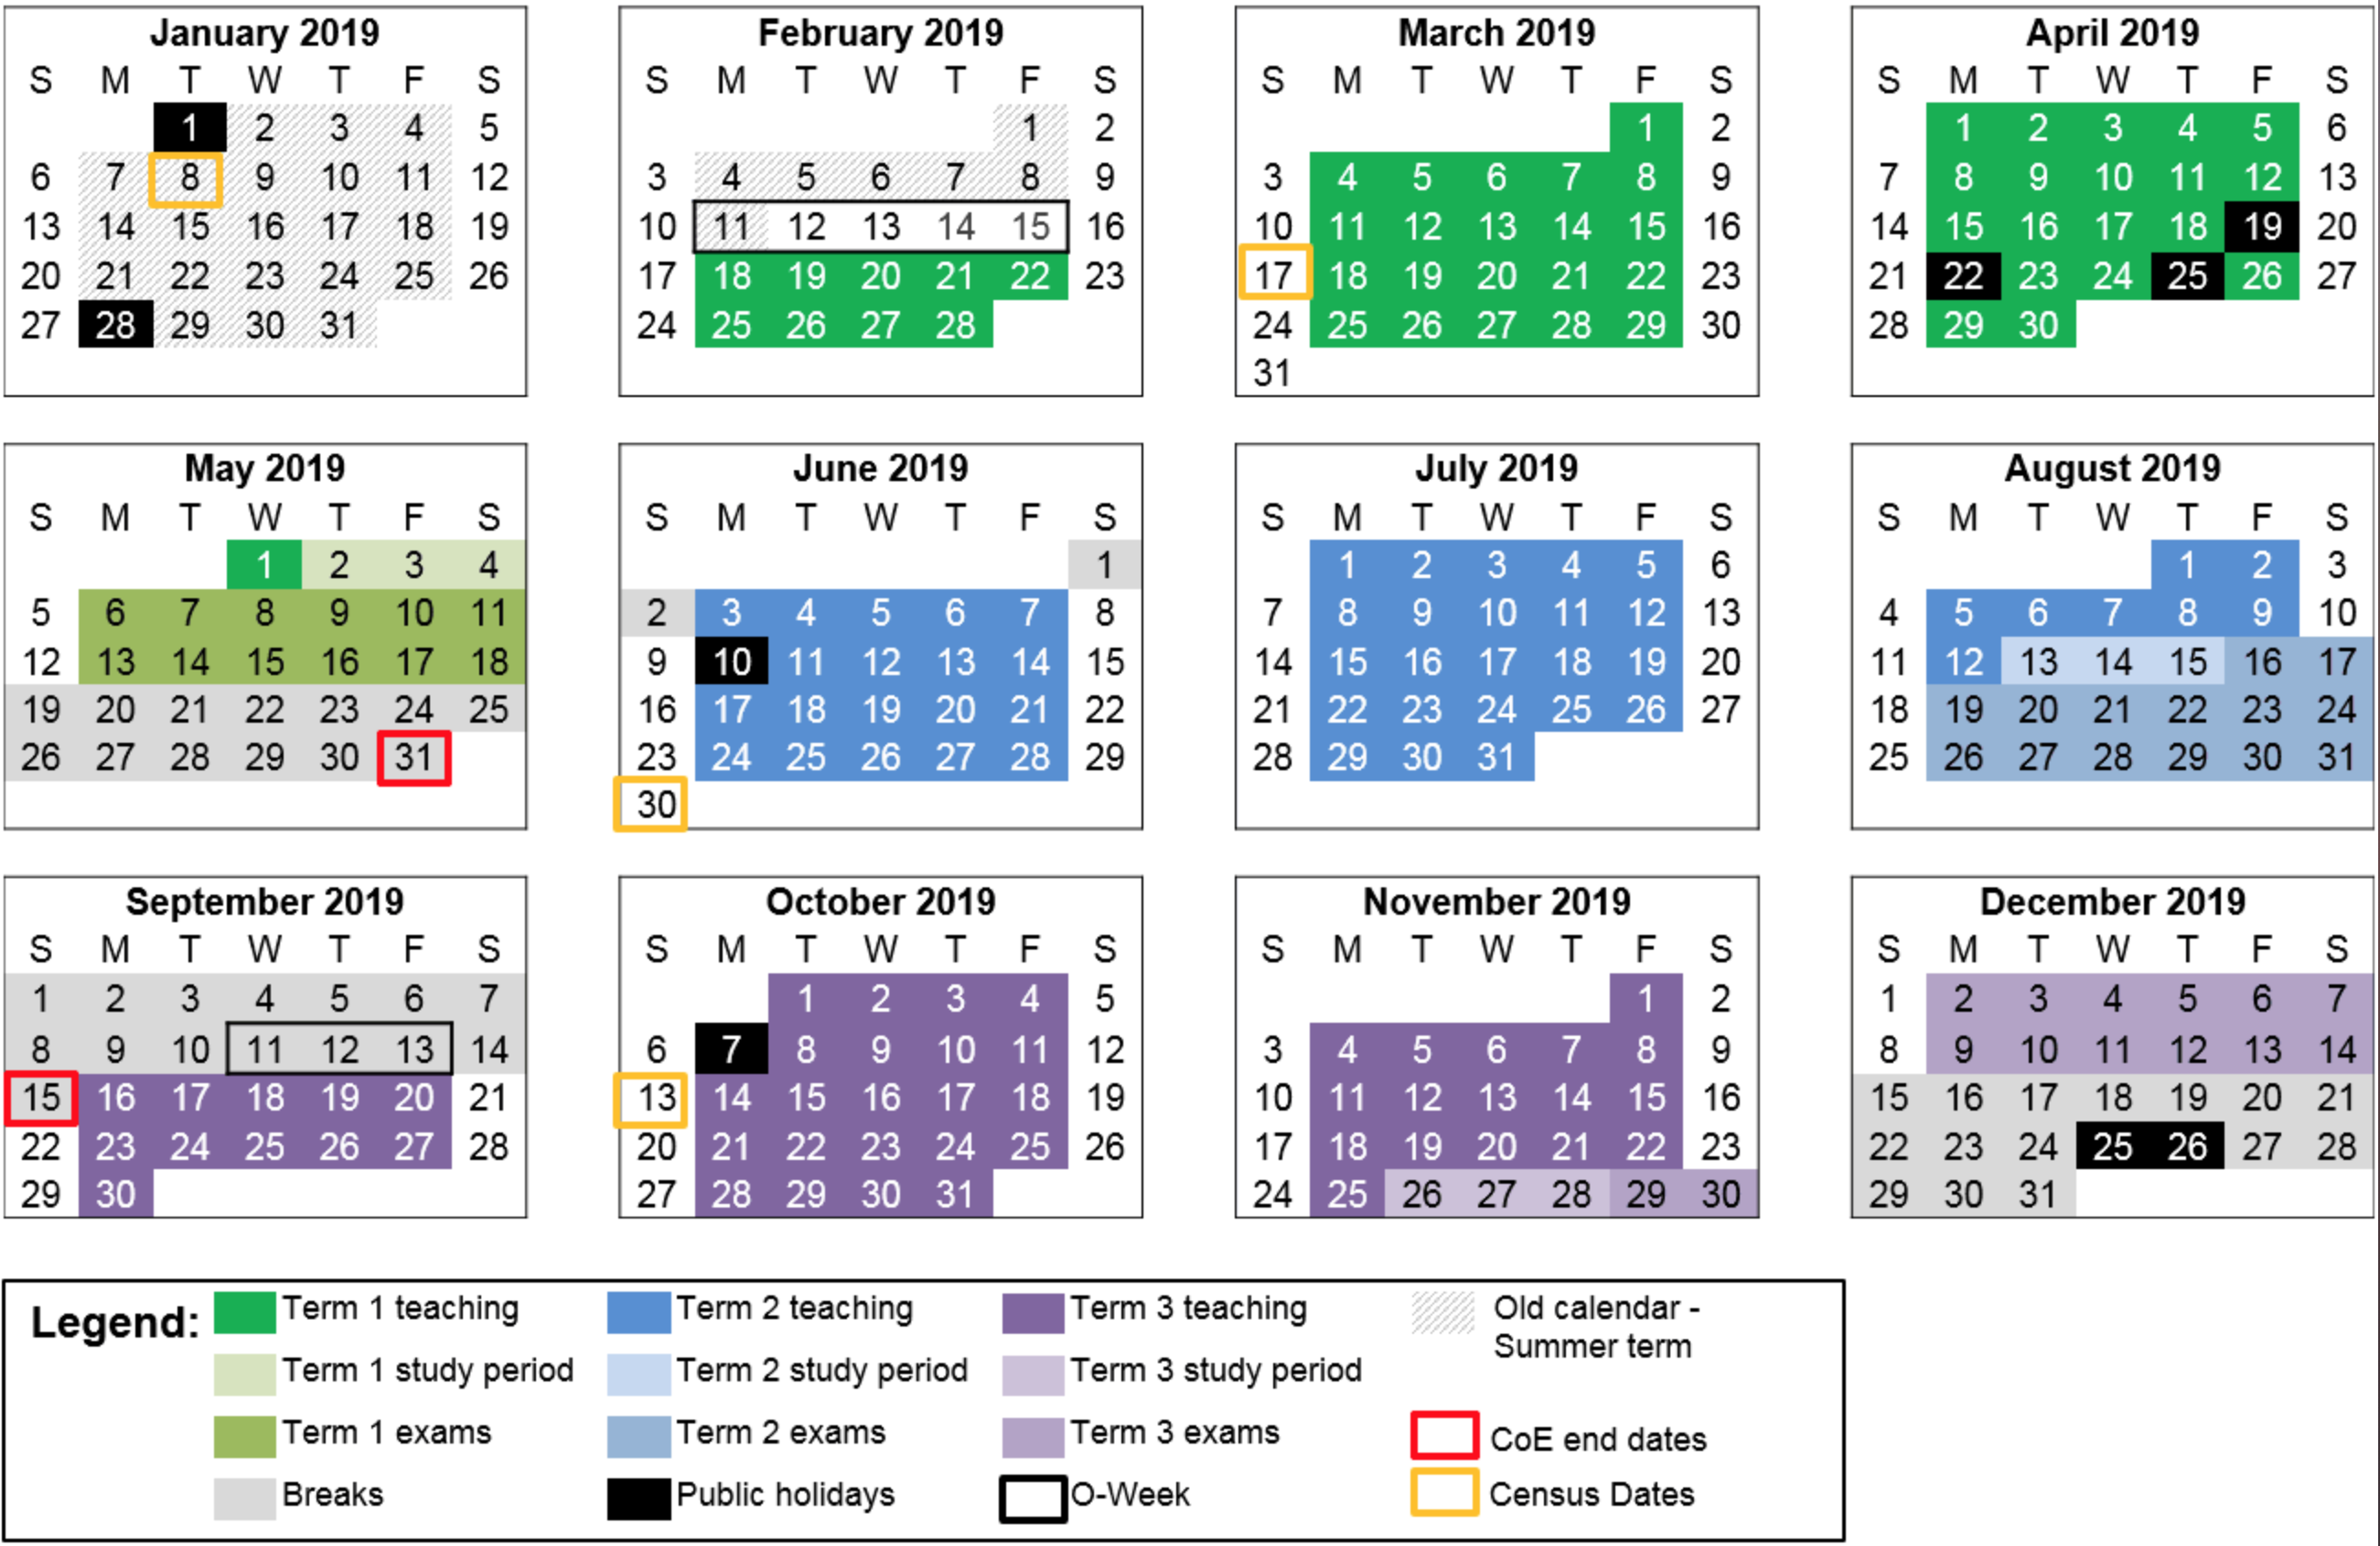 January 2019
S M T W T F S
1 2 3 4 5
6 7 8 9 10 11 12
13 14 15 16 17 18 19
20 21 22 23 24 25 26
27 28 29 30 31
February 2019
S M T W T F S
1 2
3 4 5 6 7 8 9
10 11 12 13 14 15 16
17 18 19 20 21 22 23
24 25 26 27 28
March 2019
S M T W T F S
1 2
3 4 5 6 7 8 9
10 11 12 13 14 15 16
17 18 19 20 21 22 23
24 25 26 27 28 29 30
31
April 2019
S M T W T F S
1 2 3 4 5 6
7 8 9 10 11 12 13
14 15 16 17 18 19 20
21 22 23 24 25 26 27
28 29 30
May 2019
S M T W T F S
1 2 3 4
5 6 7 8 9 10 11
12 13 14 15 16 17 18
19 20 21 22 23 24 25
26 27 28 29 30 31
June 2019
S M T W T F S
1
2 3 4 5 6 7 8
9 10 11 12 13 14 15
16 17 18 19 20 21 22
23 24 25 26 27 28 29
30
July 2019
S M T W T F S
1 2 3 4 5 6
7 8 9 10 11 12 13
14 15 16 17 18 19 20
21 22 23 24 25 26 27
28 29 30 31
August 2019
S M T W T F S
1 2 3
4 5 6 7 8 9 10
11 12 13 14 15 16 17
18 19 20 21 22 23 24
25 26 27 28 29 30 31
September 2019
S M T W T F S
1 2 3 4 5 6 7
8 9 10 11 12 13 14
15 16 17 18 19 20 21
22 23 24 25 26 27 28
29 30
October 2019
S M T W T F S
1 2 3 4 5
6 7 8 9 10 11 12
13 14 15 16 17 18 19
20 21 22 23 24 25 26
27 28 29 30 31
November 2019
S M T W T F S
1 2
3 4 5 6 7 8 9
10 11 12 13 14 15 16
17 18 19 20 21 22 23
24 25 26 27 28 29 30
December 2019
S M T W T F S
1 2 3 4 5 6 7
8 9 10 11 12 13 14
15 16 17 18 19 20 21
22 23 24 25 26 27 28
29 30 31
Legend:
Term 1 teaching
Term 1 study period
Term 1 exams
Breaks
Term 2 teaching
Term 2 study period
Term 2 exams
Public holidays
Term 3 teaching
Term 3 study period
Term 3 exams
O-Week
Old calendar -
Summer term
CoE end dates
Census Dates